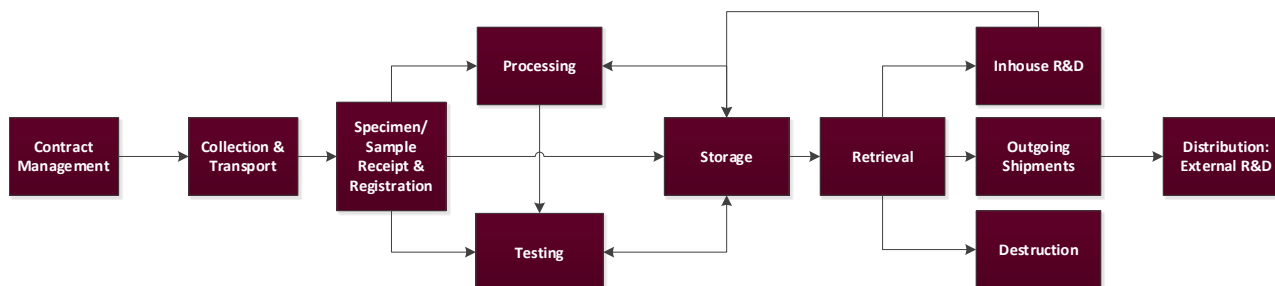 Contract
Management
Collection &
Transport
Specimen/
Sample
Receipt &
Registration
Processing
Testing
Storage
Retrieval
Inhouse R&D
Outgoing
Shipments
Destruction
Distribution:
External R&D